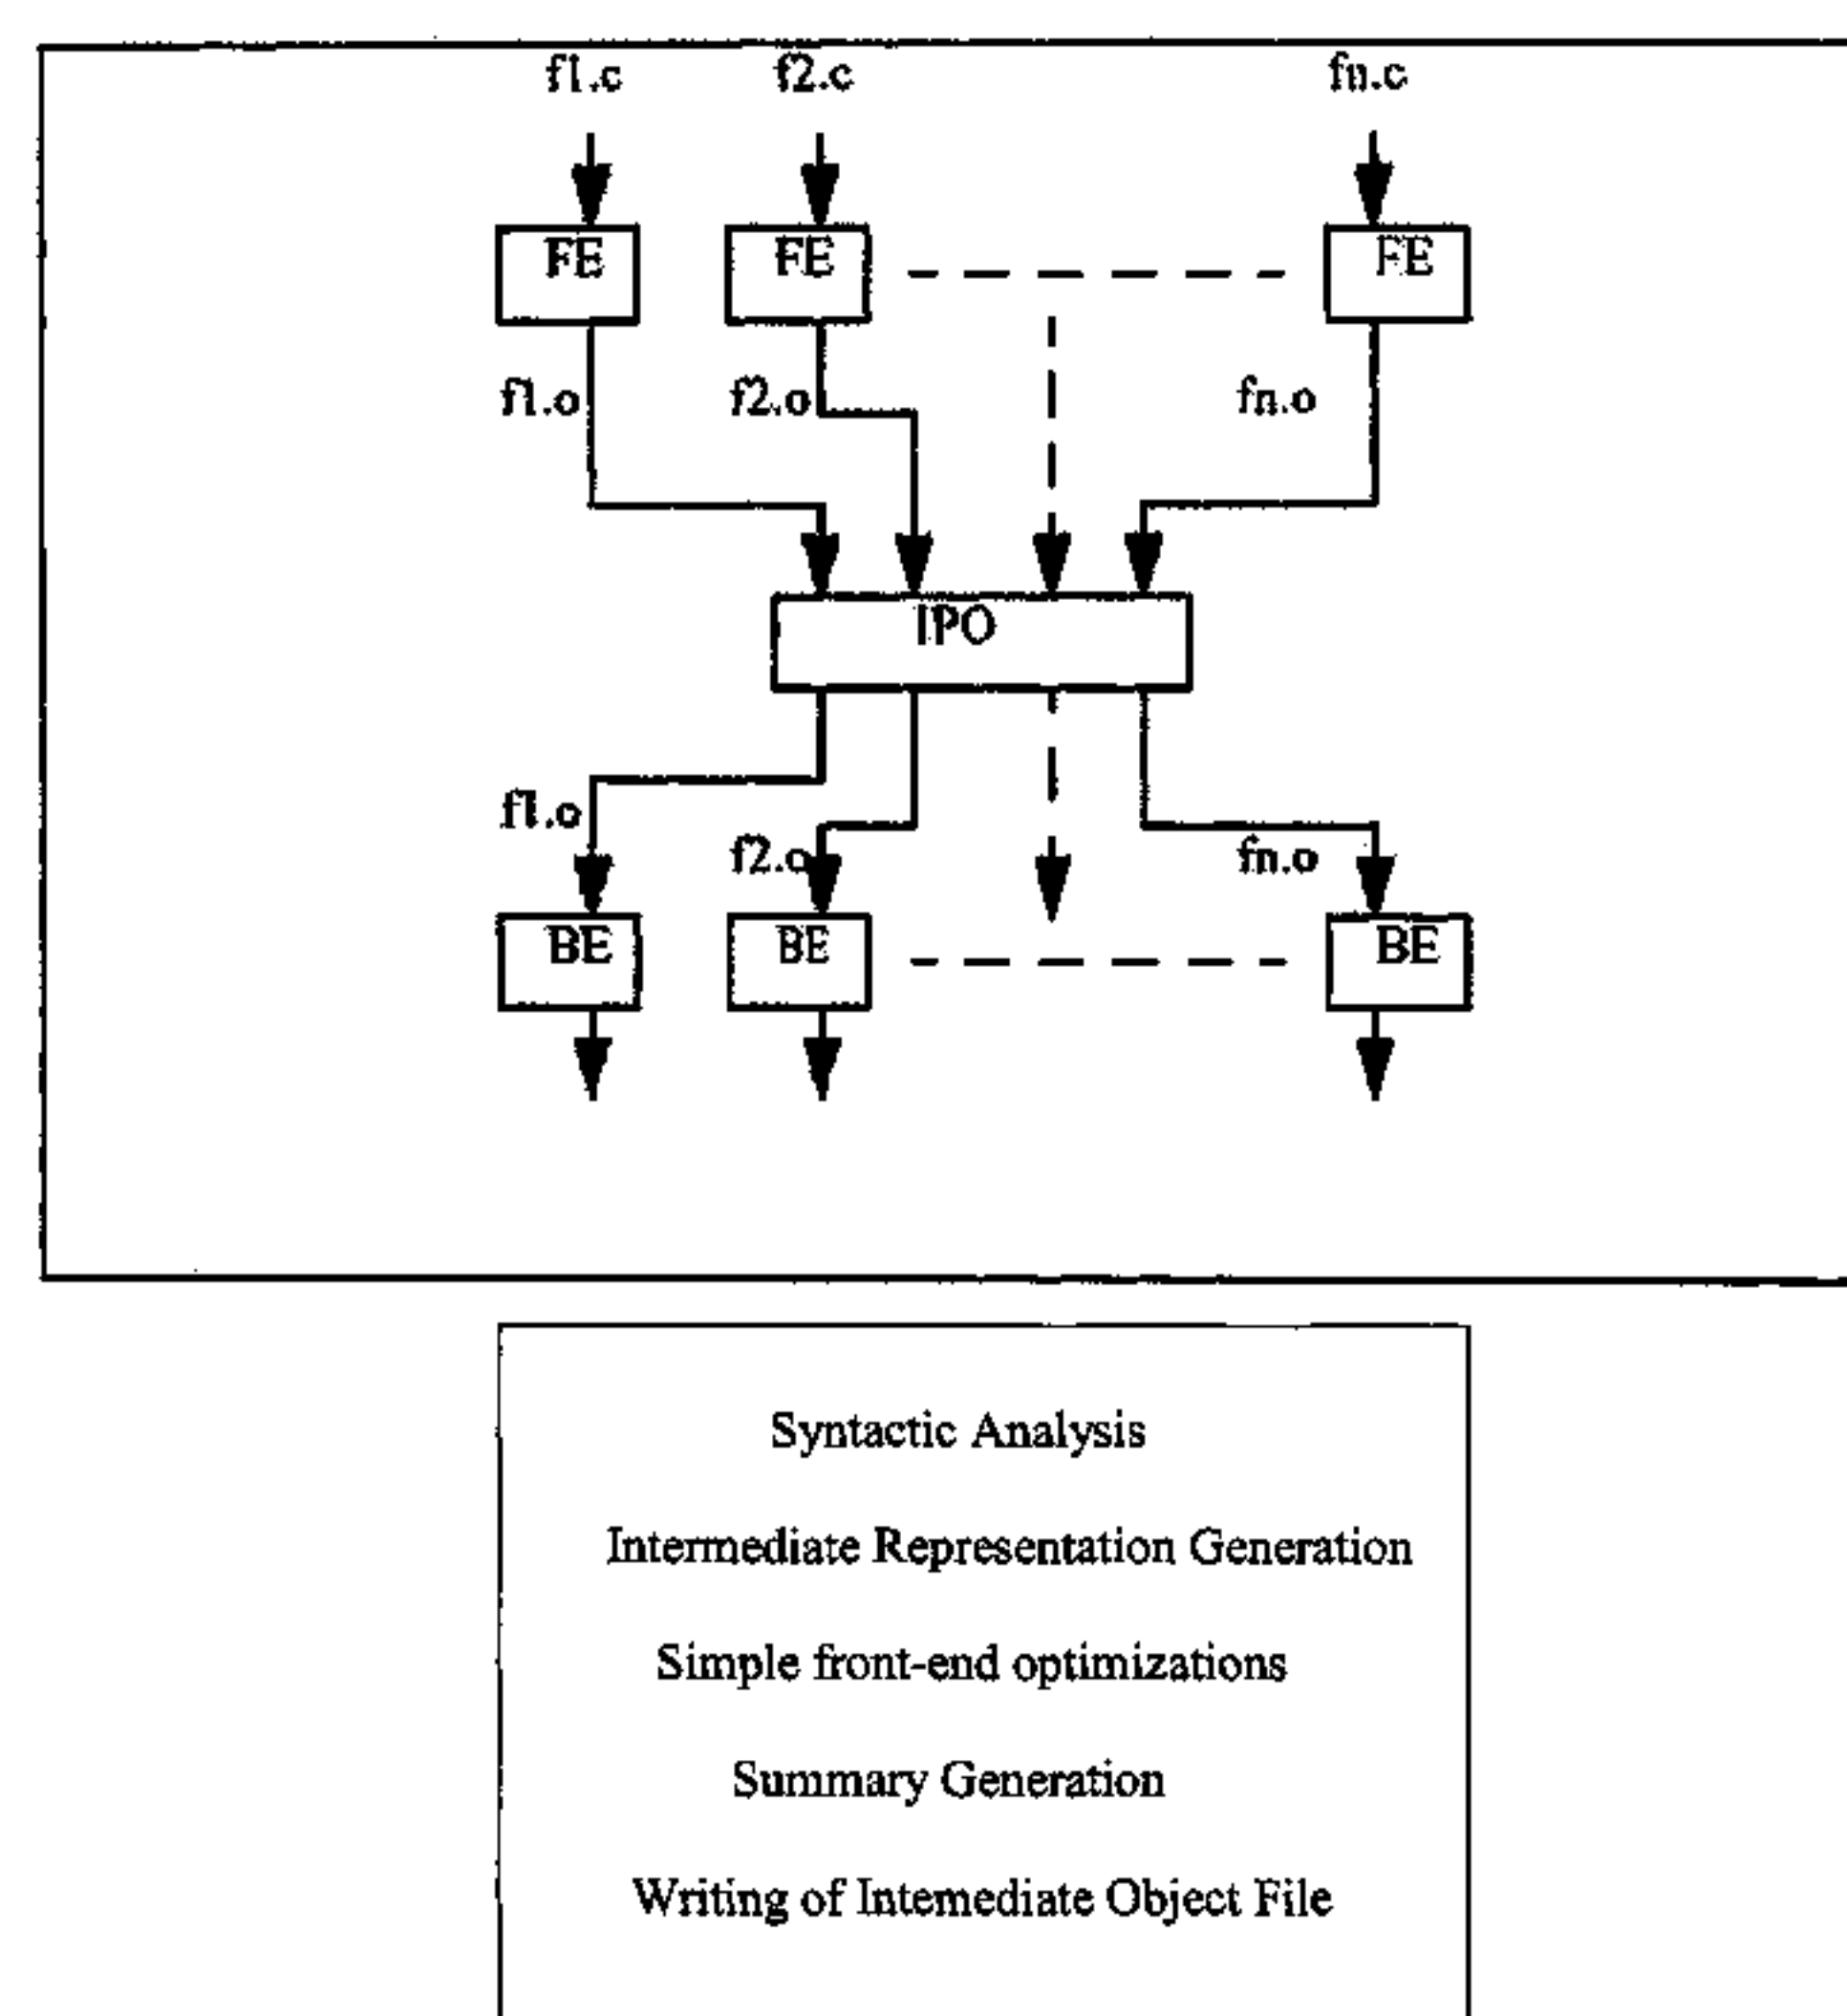 f1.c f2.c fn.c
FE FE FE
f1.o f2.o fn.o
IPO
f1.o
f2.o fn.o
BE BE BE
Syntactic Analysis
Intermediate Representation Generation
Simple front-end optimizations
Summary Generation
Writing of Intemediate Object File